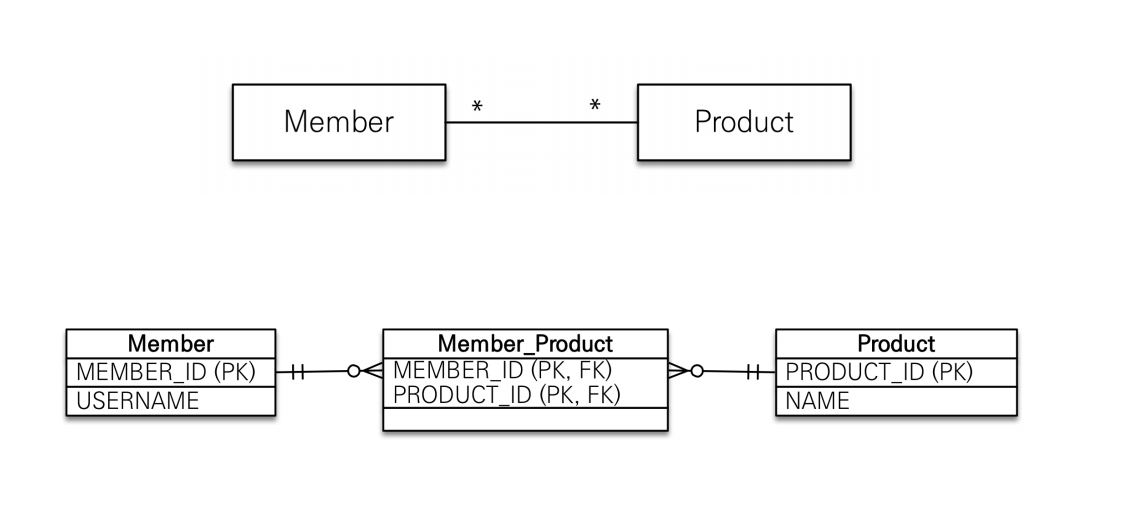 Member
*
*
Product
Member
MEMBER_ID (PK)
USERNAME
Member_Product
MEMBER_ID (PK, FK)
PRODUCT_ID (PK, FK)
Product
PRODUCT_ID (PK)
NAME